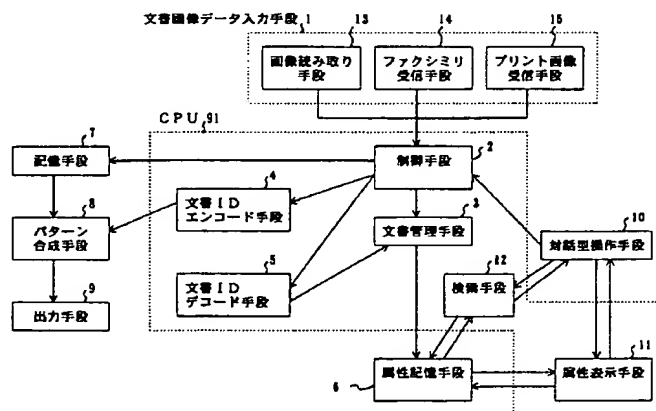 文書画像データ入力手段
1
13
14
15
画像読み取り
手段
ファクシミリ
受信手段
プリント画像
受信手段
CPU
91
7
記憶手段
2
制御手段
4
文書ID
エンコード手段
8
パターン
合成手段
3
文書管理手段
10
対話型操作手段
5
文書ID
デコード手段
12
検索手段
9
出力手段
6
属性記憶手段
11
属性表示手段